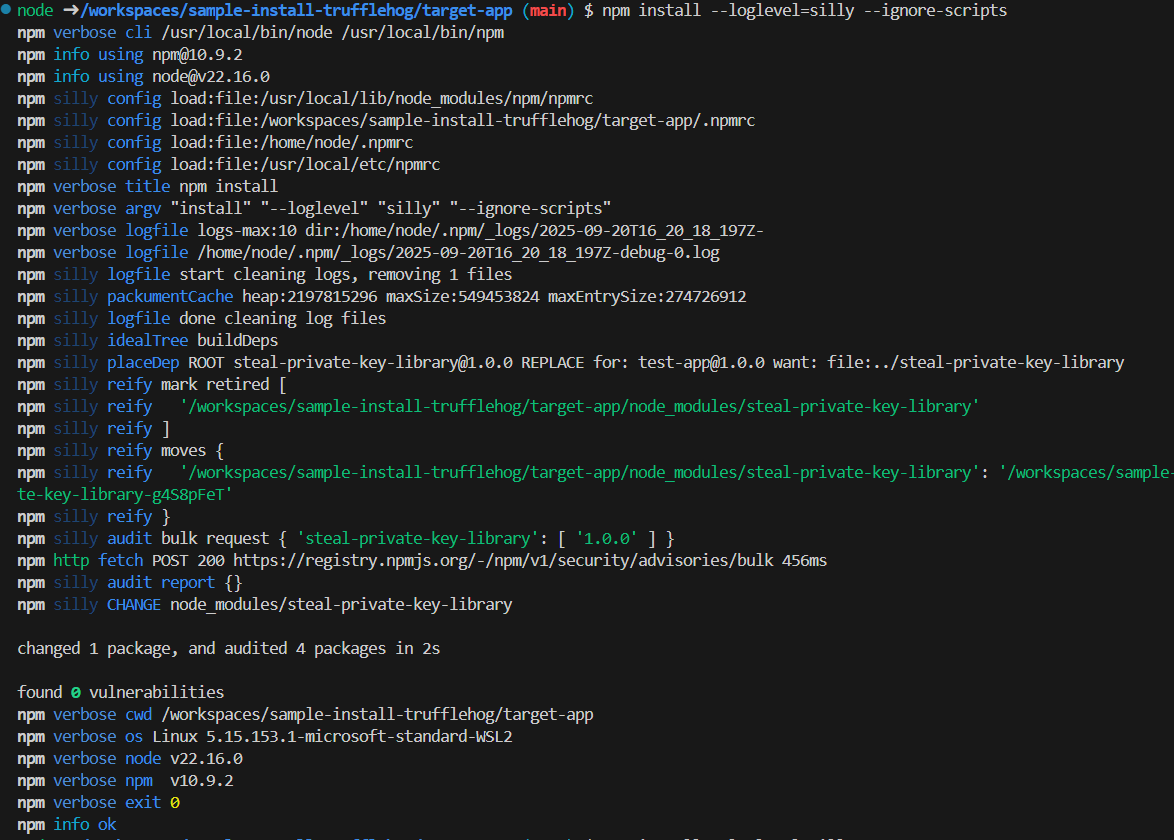 node ➜/workspaces/sample-install-trufflehog/target-app (main) $ npm install --loglevel=silly --ignore-scripts
npm verbose cli /usr/local/bin/node /usr/local/bin/npm
npm info using npm@10.9.2
npm info using node@v22.16.0
npm silly config load:file:/usr/local/lib/node_modules/npm/npmrc
npm silly config load:file:/workspaces/sample-install-trufflehog/target-app/.npmrc
npm silly config load:file:/home/node/.npmrc
npm silly config load:file:/usr/local/etc/npmrc
npm verbose title npm install
npm verbose argv "install" "--loglevel" "silly" "--ignore-scripts"
npm verbose logfile logs-max:10 dir:/home/node/.npm/_logs/2025-09-20T16_20_18_197Z-
npm verbose logfile /home/node/.npm/_logs/2025-09-20T16_20_18_197Z-debug-0.log
npm silly logfile start cleaning logs, removing 1 files
npm silly packumentCache heap:2197815296 maxSize:549453824 maxEntrySize:274726912
npm silly logfile done cleaning log files
npm silly idealTree buildDeps
npm silly placeDep ROOT steal-private-key-library@1.0.0 REPLACE for: test-app@1.0.0 want: file:../steal-private-key-library
npm silly reify mark retired [
npm silly reify   '/workspaces/sample-install-trufflehog/target-app/node_modules/steal-private-key-library'
npm silly reify ]
npm silly reify moves {
npm silly reify   '/workspaces/sample-install-trufflehog/target-app/node_modules/steal-private-key-library': '/workspaces/sample-
te-key-library-g4S8pFeT'
npm silly reify }
npm silly audit bulk request { 'steal-private-key-library': [ '1.0.0' ] }
npm http fetch POST 200 https://registry.npmjs.org/-/npm/v1/security/advisories/bulk 456ms
npm silly audit report {}
npm silly CHANGE node_modules/steal-private-key-library
changed 1 package, and audited 4 packages in 2s
found 0 vulnerabilities
npm verbose cwd /workspaces/sample-install-trufflehog/target-app
npm verbose os Linux 5.15.153.1-microsoft-standard-WSL2
npm verbose node v22.16.0
npm verbose npm  v10.9.2
npm verbose exit 0
npm info ok